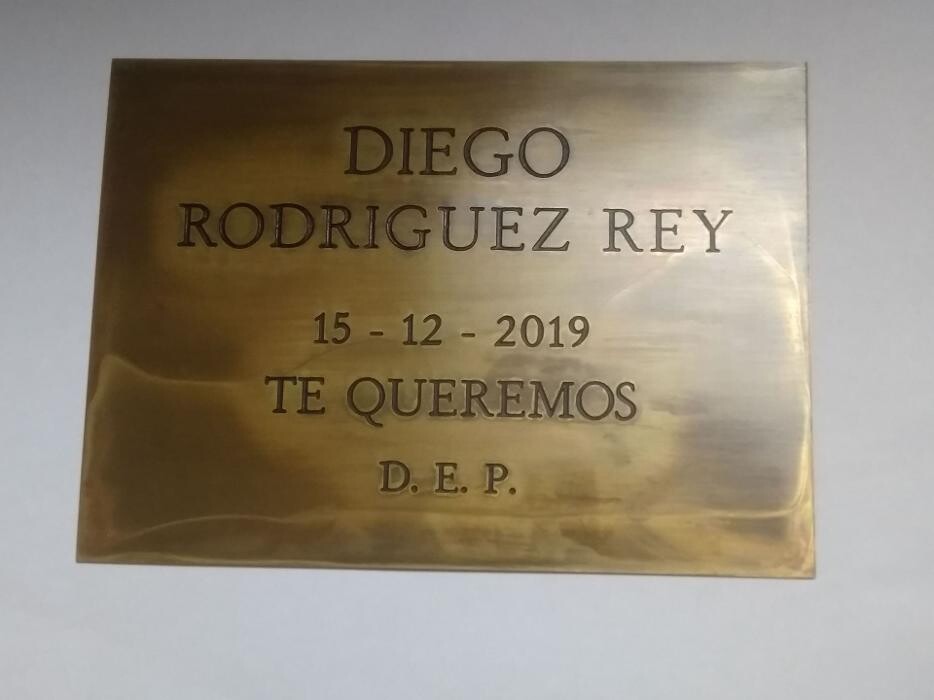 DIEGO
RODRIGUEZ REY
15 - 12 - 2019
TE QUEREMOS
D. E. P.